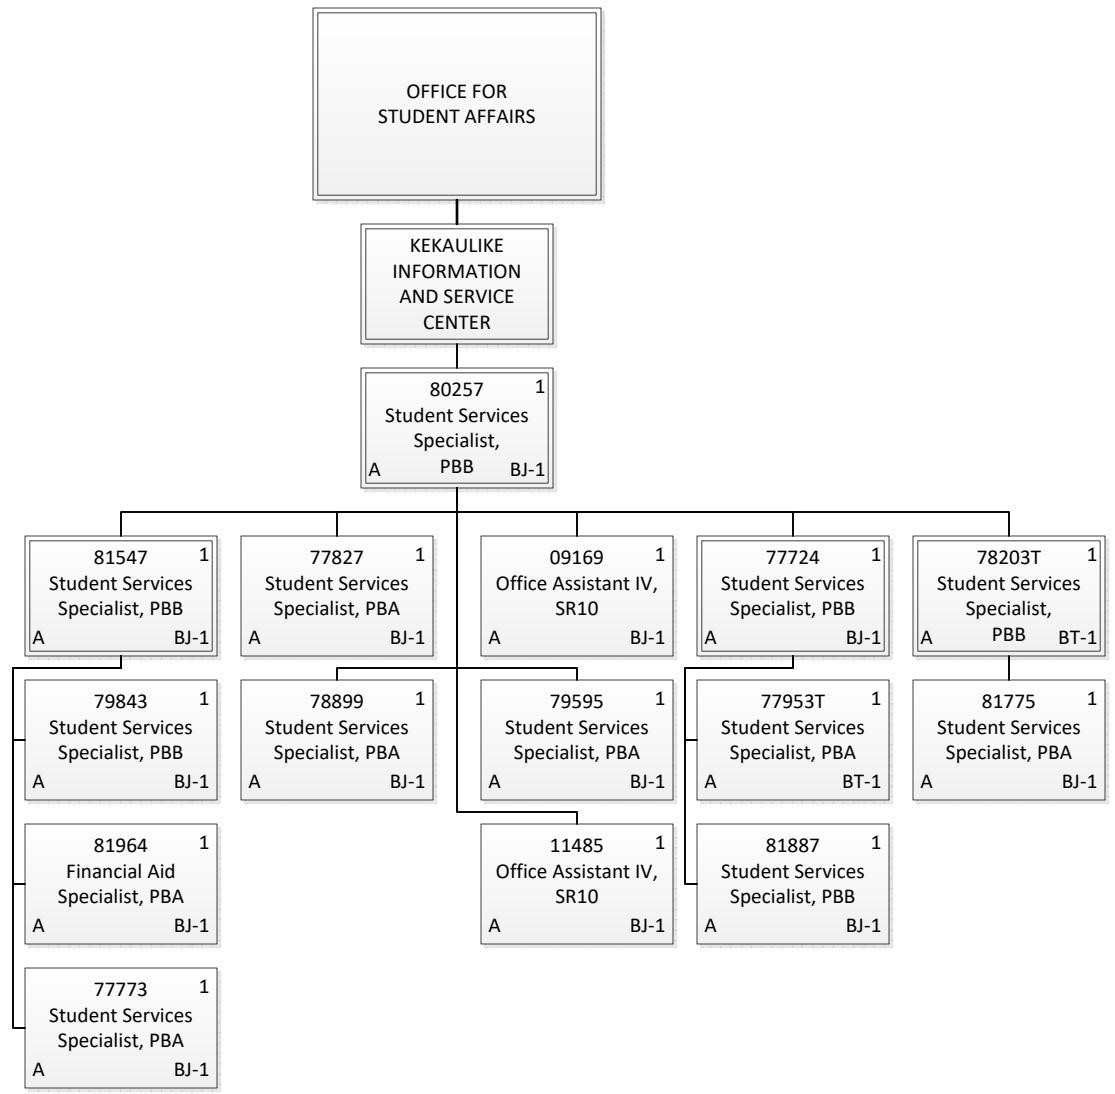 OFFICE FOR
STUDENT AFFAIRS
KEKAULIKE
INFORMATION
AND SERVICE
CENTER
80257 1
Student Services
Specialist,
PBB
A BJ-1
81547 1
Student Services
Specialist, PBB
A BJ-1
77827 1
Student Services
Specialist, PBA
A BJ-1
09169 1
Office Assistant IV,
SR10
A BJ-1
77724 1
Student Services
Specialist, PBB
A BJ-1
78203T 1
Student Services
Specialist,
PBB
A BT-1
79843 1
Student Services
Specialist, PBB
A BJ-1
78899 1
Student Services
Specialist, PBA
A BJ-1
79595 1
Student Services
Specialist, PBA
A BJ-1
77953T 1
Student Services
Specialist, PBA
A BT-1
81775 1
Student Services
Specialist, PBA
A BJ-1
81964 1
Financial Aid
Specialist, PBA
A BJ-1
11485 1
Office Assistant IV,
SR10
A BJ-1
81887 1
Student Services
Specialist, PBB
A BJ-1
77773 1
Student Services
Specialist, PBA
A BJ-1